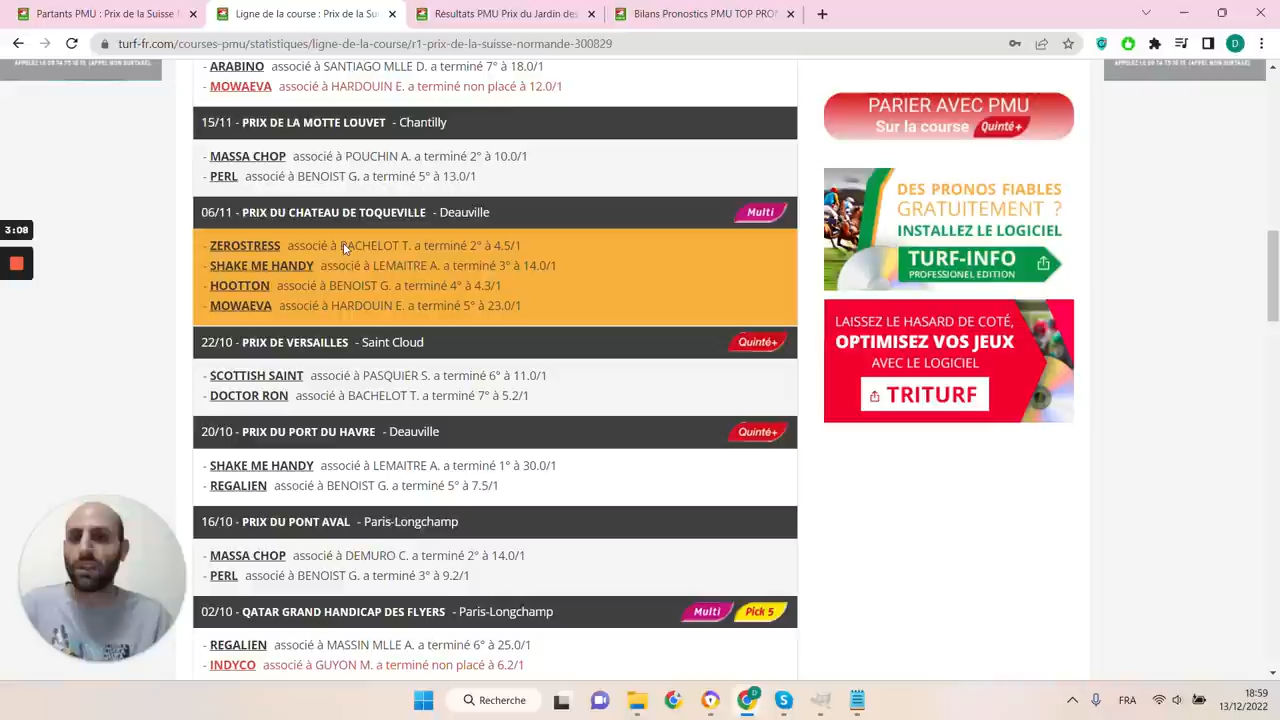 Partants PMU : Prix de la Suiss
Ligne de la Course : Prix du Sa
Résultats PMU du Jardin des
Bilans Pronostics PMU TOP PRO
turf-fr.com/courses-pmu/statistiques/ligne-de-la-course/r1-prix-de-la-suisse-normande-300829
D
- ARABINO associé à SANTIAGO MLLE D. a terminé 7° à 18.0/1
- MOWAEVA associé à HARDOUIN E. a terminé non placé à 12.0/1
15/11 - PRIX DE LA MOTTE LOUVET - Chantilly
- MASSA CHOP associé à POUCHIN A. a terminé 2° à 10.0/1
- PERL associé à BENOIST G. a terminé 5° à 13.0/1
06/11 - PRIX DU CHATEAU DE TOQUEVILLE - Deauville
Multi
- ZEROSTRESS associé à BACHELOT T. a terminé 2° à 4.5/1
- SHAKE ME HANDY associé à LEMAITRE A. a terminé 3° à 14.0/1
- HOOTTON associé à BENOIST G. a terminé 4° à 4.3/1
- MOWAEVA associé à HARDOUIN E. a terminé 5° à 23.0/1
22/10 - PRIX DE VERSAILLES - Saint Cloud
Quinté+
- SCOTTISH SAINT associé à PASQUIER S. a terminé 6° à 11.0/1
- DOCTOR RON associé à BACHELOT T. a terminé 7° à 5.2/1
20/10 - PRIX DU PORT DU HAVRE - Deauville
Quinté+
- SHAKE ME HANDY associé à LEMAITRE A. a terminé 1° à 30.0/1
- REGALIEN associé à BENOIST G. a terminé 5° à 7.5/1
16/10 - PRIX DU PONT AVAL - Paris-Longchamp
- MASSA CHOP associé à DEMURO C. a terminé 2° à 14.0/1
- PERL associé à BENOIST G. a terminé 3° à 9.2/1
02/10 - QATAR GRAND HANDICAP DES FLYERS - Paris-Longchamp
Multi
Pick 5
- REGALIEN associé à MASSIN MLLE A. a terminé 6° à 25.0/1
- INDYCO associé à GUYON M. a terminé non placé à 6.2/1
PARIER AVEC PMU
Sur la course Quinté+
DES PRONOS FIABLES
GRATUITEMENT ?
INSTALLEZ LE LOGICIEL
TURF-INFO
PROFESSIONEL EDITION
LAISSEZ LE HASARD DE COTÉ,
OPTIMISEZ VOS JEUX
AVEC LE LOGICIEL
TRITURF
3:08
Recherche
D
FRA
18:59
13/12/2022